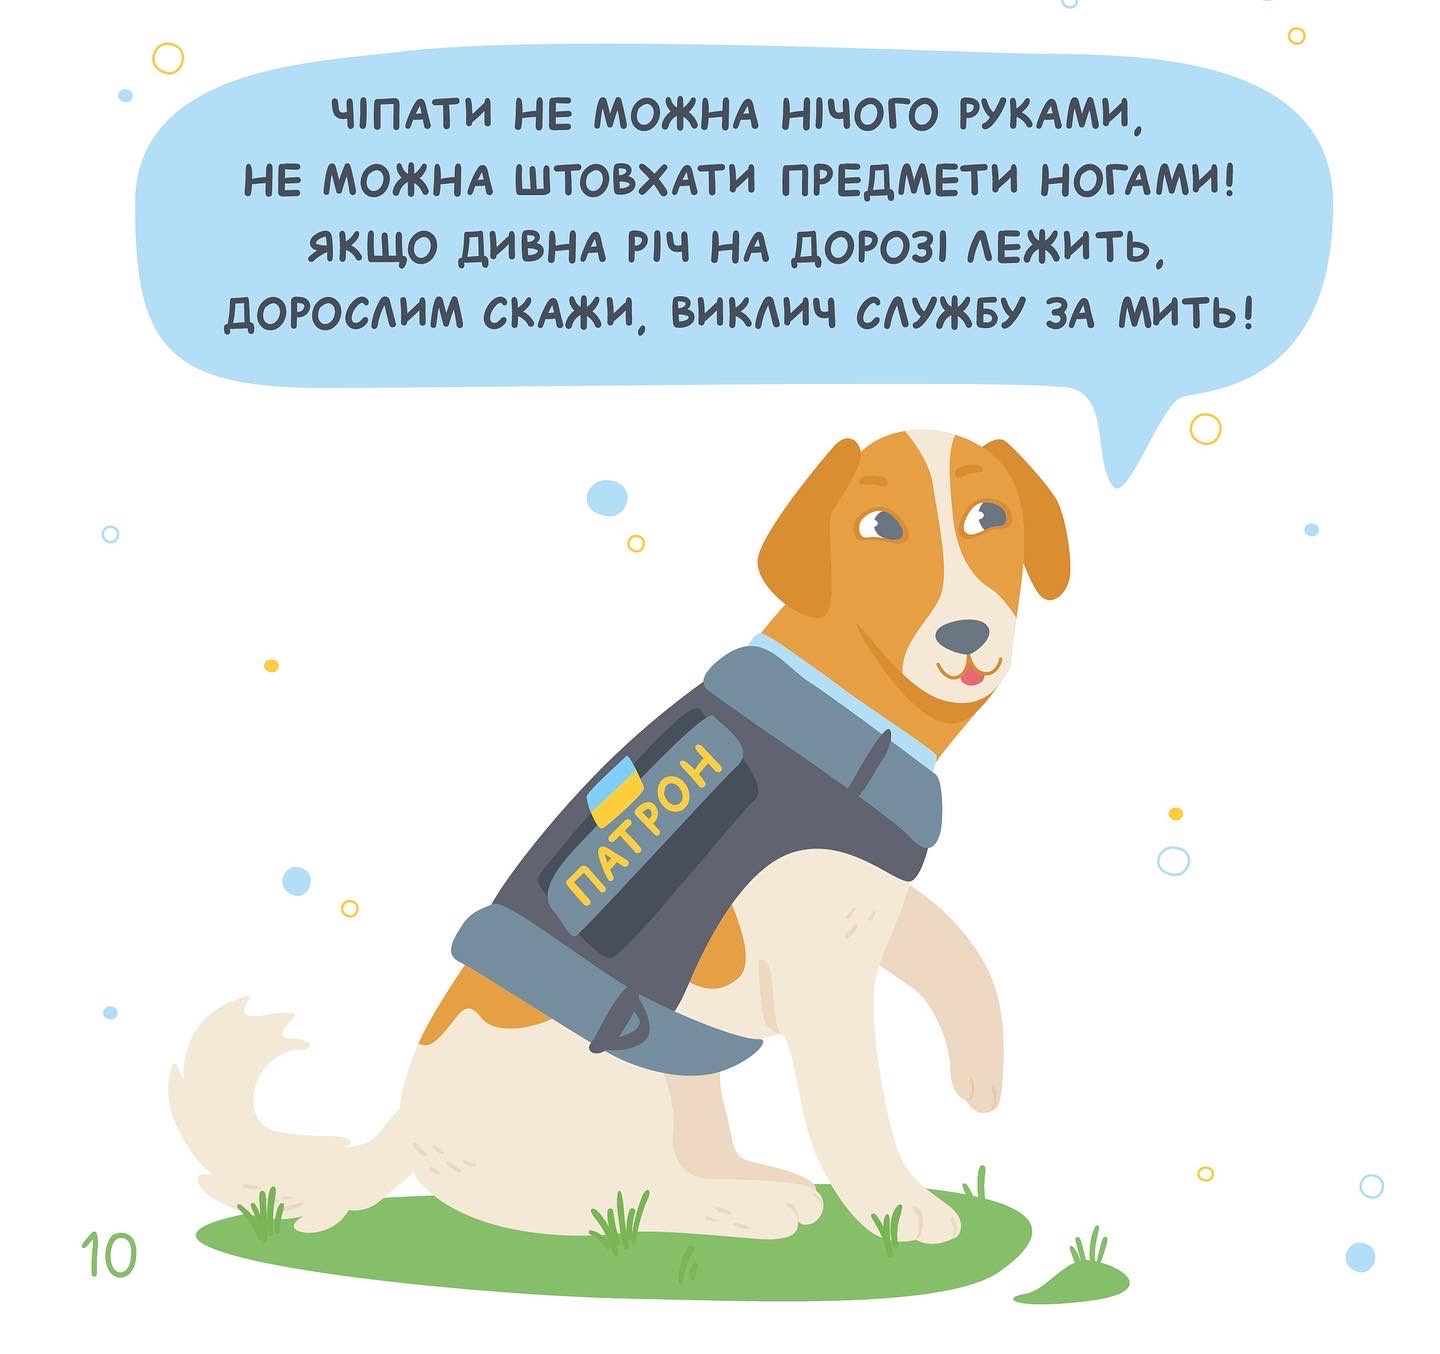 ЧІПАТИ НЕ МОЖНА НІЧОГО РУКАМИ,
НЕ МОЖНА ШТОВХАТИ ПРЕДМЕТИ НОГАМИ!
ЯКЩО ДИВНА РІЧ НА ДОРОЗІ ЛЕЖИТЬ,
ДОРОСЛИМ СКАЖИ, ВИКЛИЧ СЛУЖБУ ЗА МИТЬ!
ПАТРОН
10